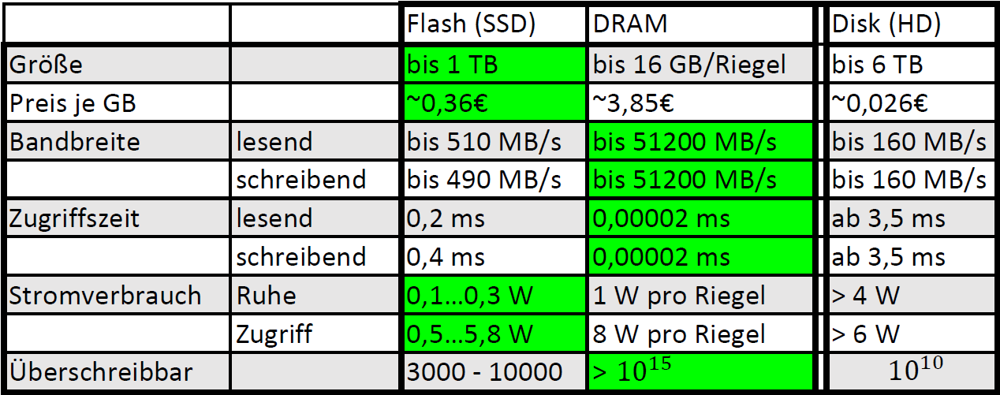 Flash (SSD) DRAM Disk (HD)
Größe bis 1 TB bis 16 GB/Riegel bis 6 TB
Preis je GB ~0,36€ ~3,85€ ~0,026€
Bandbreite lesend bis 510 MB/s bis 51200 MB/s bis 160 MB/s
schreibend bis 490 MB/s bis 51200 MB/s bis 160 MB/s
Zugriffszeit lesend 0,2 ms 0,00002 ms ab 3,5 ms
schreibend 0,4 ms 0,00002 ms ab 3,5 ms
Stromverbrauch Ruhe 0,1...0,3 W 1 W pro Riegel > 4 W
Zugriff 0,5...5,8 W 8 W pro Riegel > 6 W
Überschreibbar 3000 - 10000 > 10¹⁵ 10¹⁰